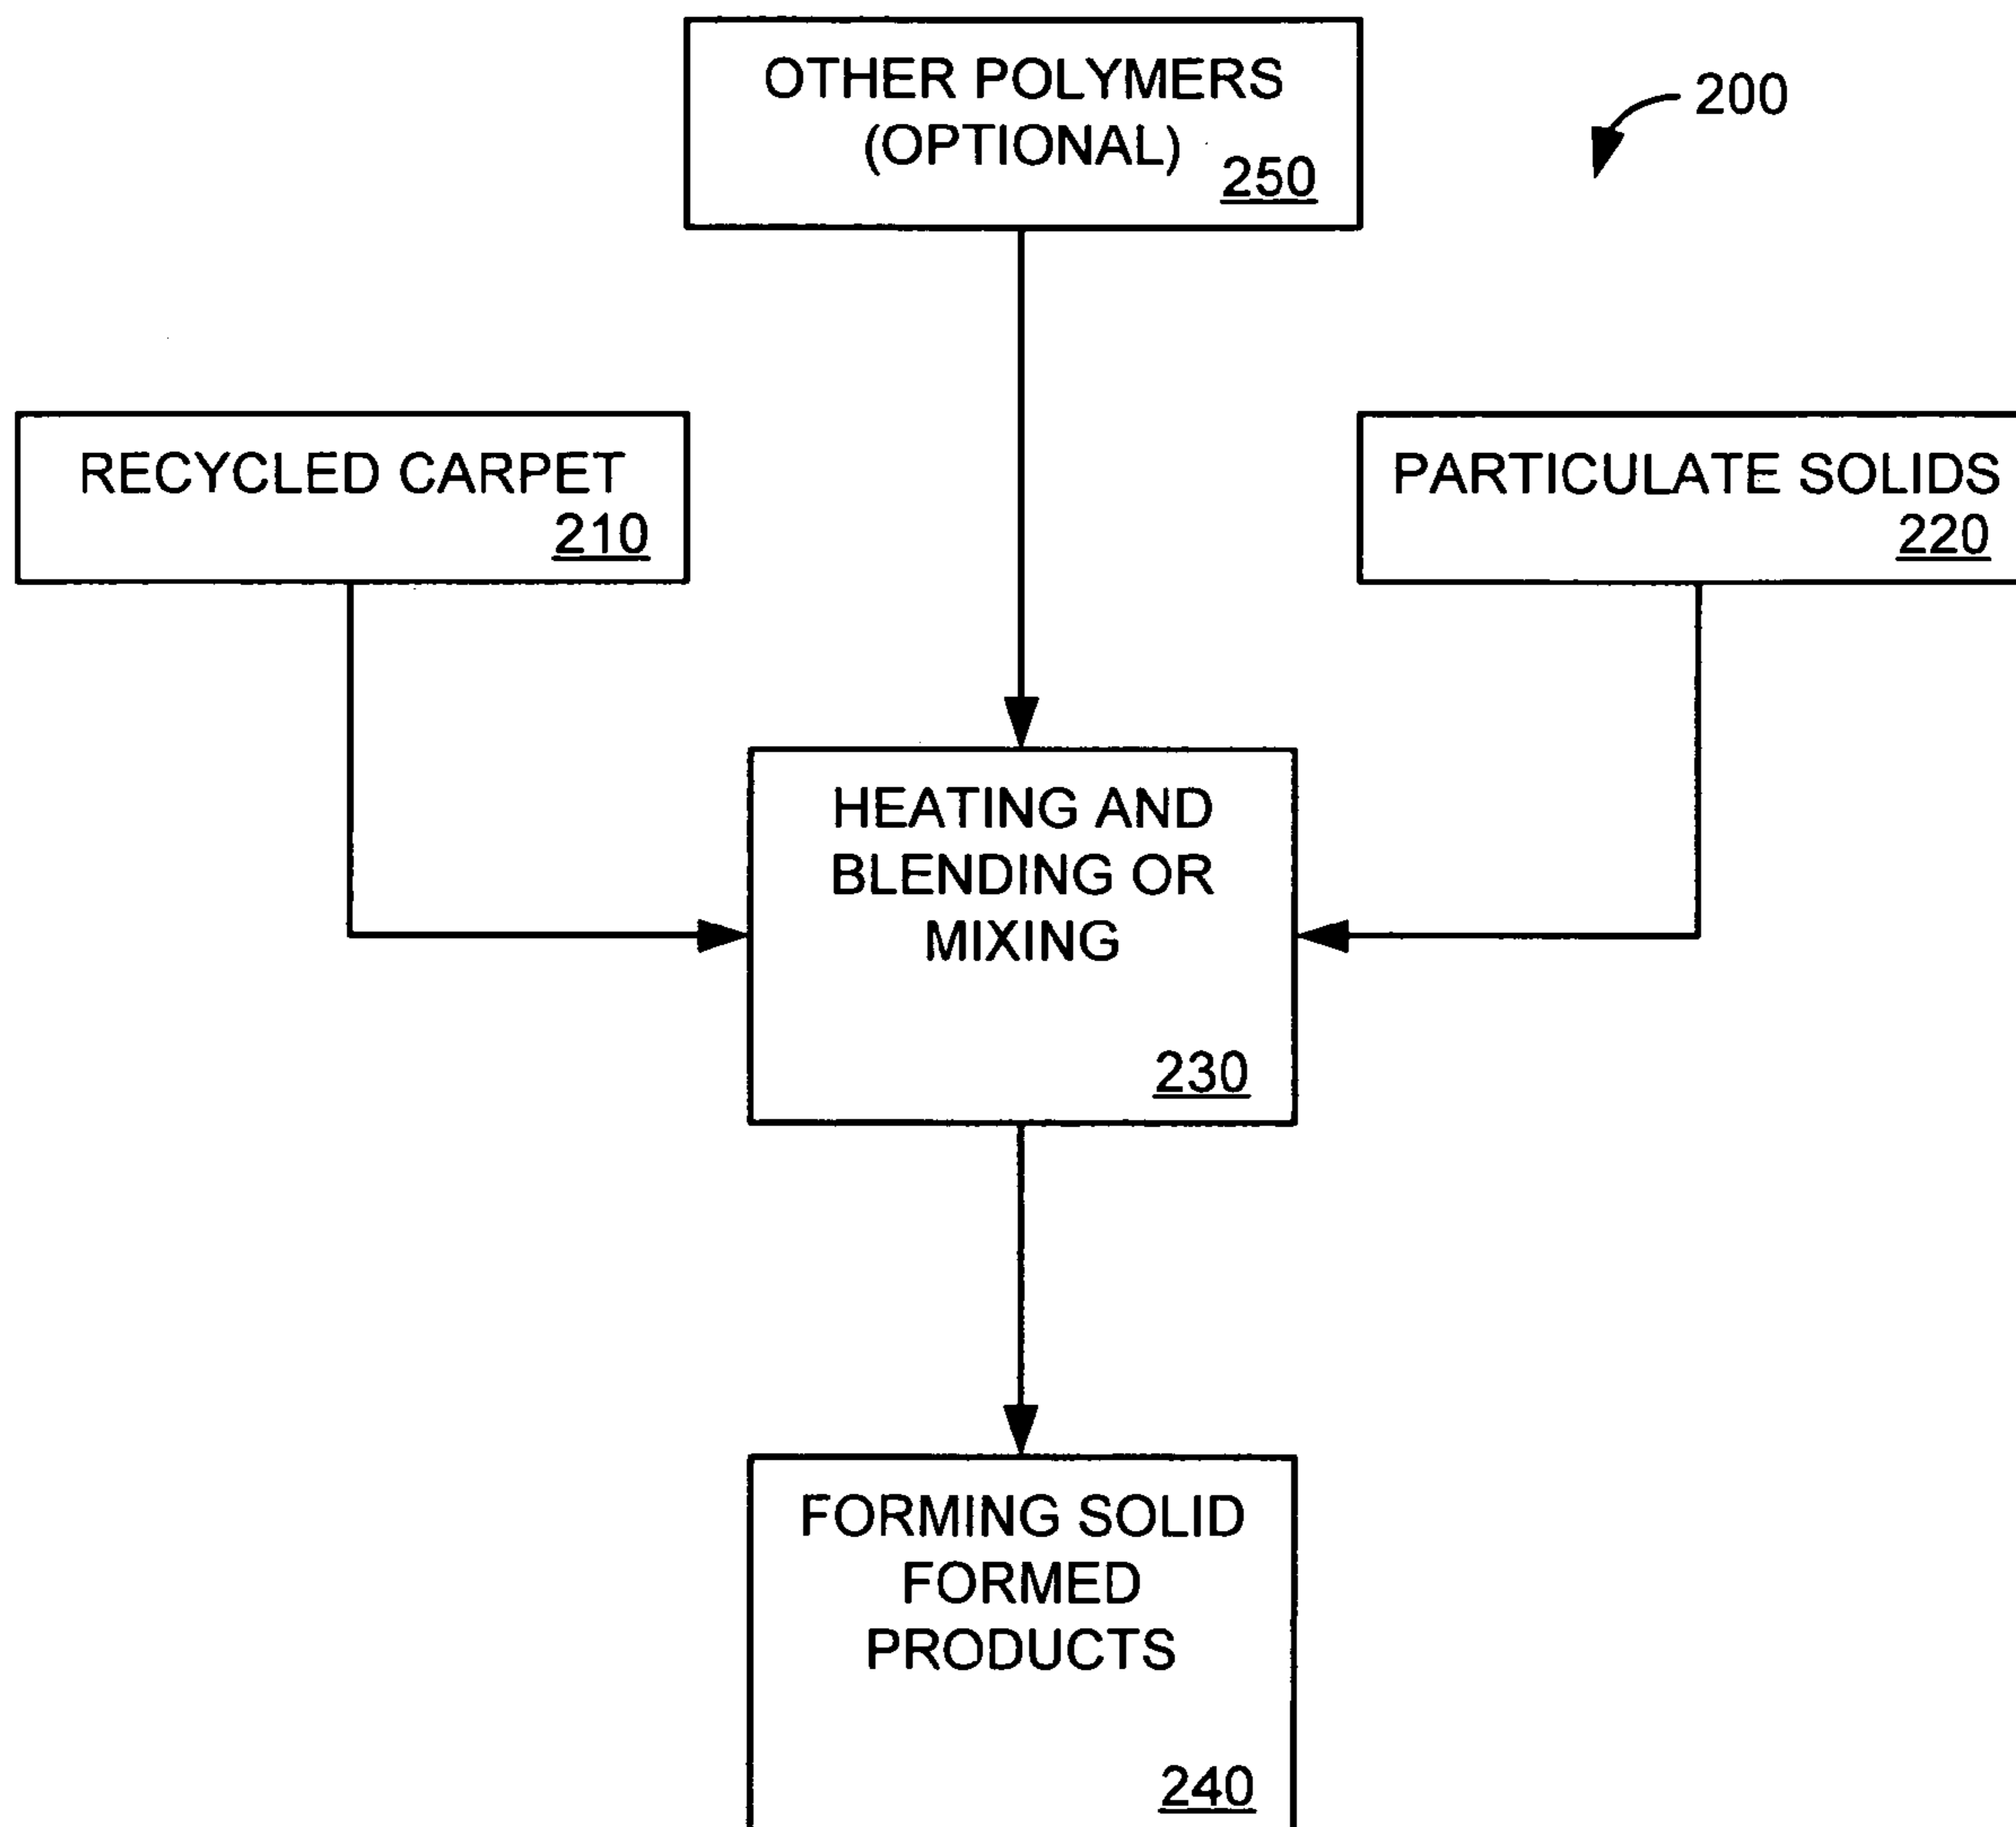 OTHER POLYMERS
(OPTIONAL)
250
200
RECYCLED CARPET
210
PARTICULATE SOLIDS
220
HEATING AND
BLENDING OR
MIXING
230
FORMING SOLID
FORMED
PRODUCTS
240